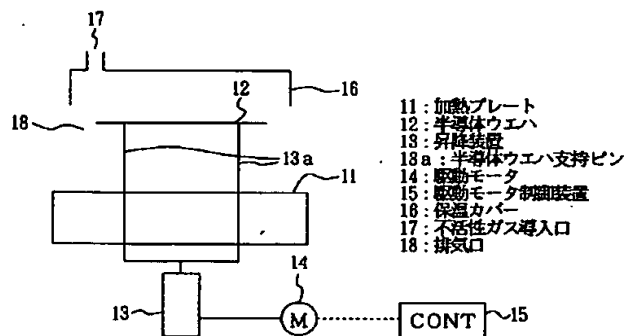 17
16
12
18
13a
11
14
13
M
CONT
15
11:加熱プレート
12:半導体ウエハ
13:昇降装置
13a:半導体ウエハ支持ピン
14:駆動モータ
15:駆動モータ制御装置
16:保温カバー
17:不活性ガス導入口
18:排気口